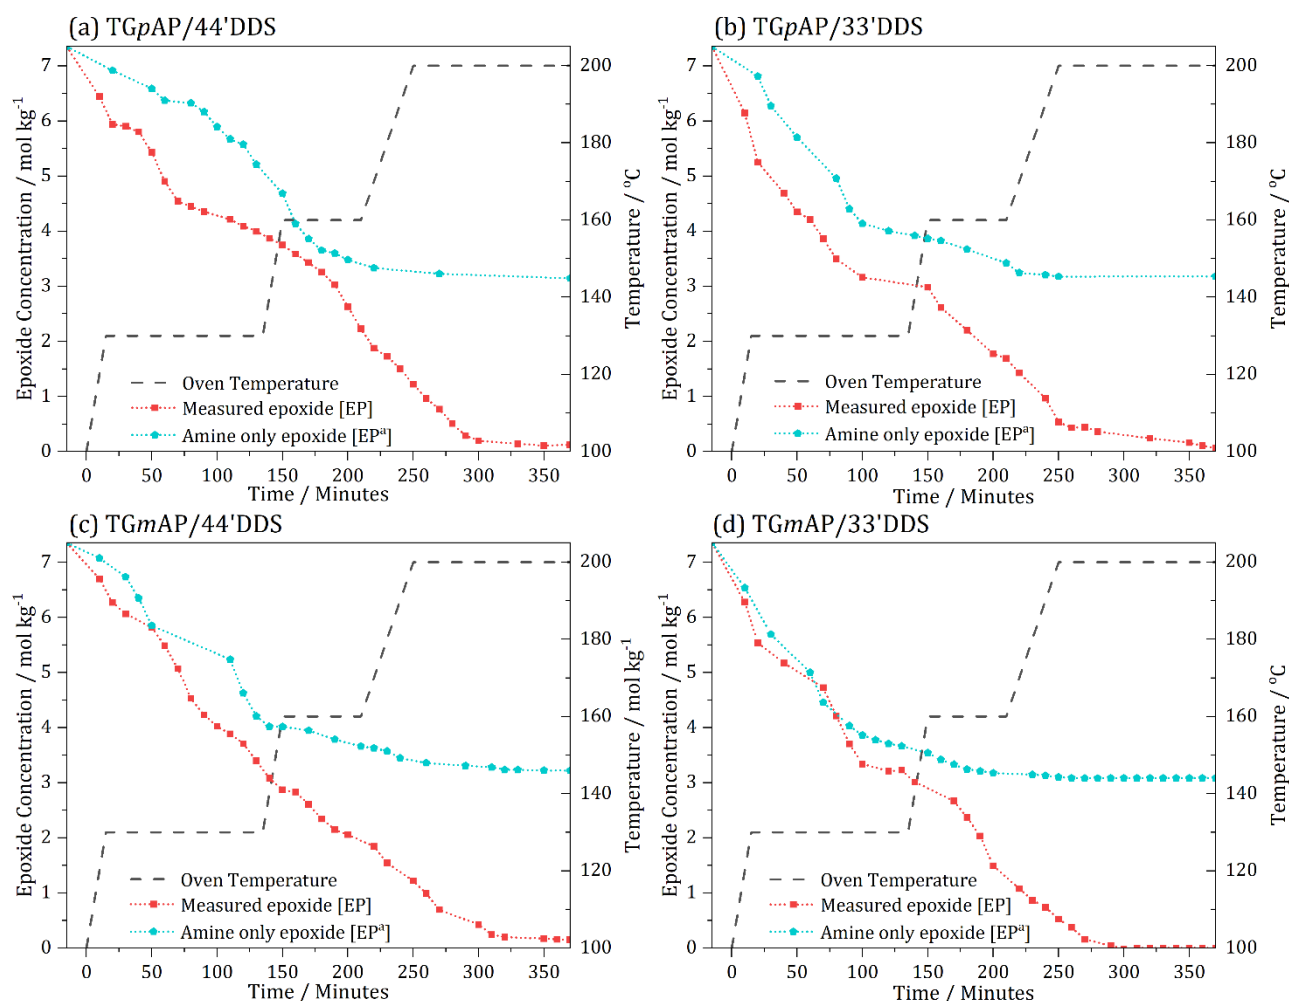 (a) TGpAP/44'DDS
7
6
5
4
3
2
1
0
Epoxide Concentration / mol kg⁻¹
200
180
160
140
120
100
Temperature / °C
Oven Temperature
Measured epoxide [EP]
Amine only epoxide [EPᵃ]
0 50 100 150 200 250 300 350
Time / Minutes
(b) TGpAP/33'DDS
7
6
5
4
3
2
1
0
Epoxide Concentration / mol kg⁻¹
200
180
160
140
120
100
Temperature / °C
Oven Temperature
Measured epoxide [EP]
Amine only epoxide [EPᵃ]
0 50 100 150 200 250 300 350
Time / Minutes
(c) TGmAP/44'DDS
7
6
5
4
3
2
1
0
Epoxide Concentration / mol kg⁻¹
200
180
160
140
120
100
Temperature / mol kg⁻¹
Oven Temperature
Measured epoxide [EP]
Amine only epoxide [EPᵃ]
0 50 100 150 200 250 300 350
Time / Minutes
(d) TGmAP/33'DDS
7
6
5
4
3
2
1
0
Epoxide Concentration / mol kg⁻¹
200
180
160
140
120
100
Temperature / °C
Oven Temperature
Measured epoxide [EP]
Amine only epoxide [EPᵃ]
0 50 100 150 200 250 300 350
Time / Minutes